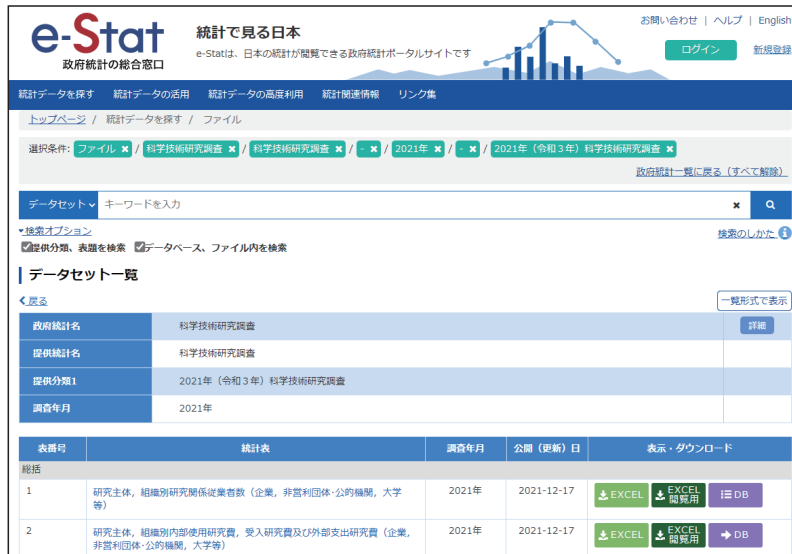 e-Stat
政府統計の総合窓口
統計で見る日本
e-Statは、日本の統計が閲覧できる政府統計ポータルサイトです
お問い合わせ | ヘルプ | English
ログイン 新規登録
統計データを探す 統計データの活用 統計データの高度利用 統計関連情報 リンク集
トップページ / 統計データを探す / ファイル
選択条件: ファイル × / 科学技術研究調査 × / 科学技術研究調査 × / - × / 2021年 × / - × / 2021年（令和３年）科学技術研究調査 ×
政府統計一覧に戻る（すべて解除）
データセット キーワードを入力 ×
検索オプション 検索のしかた
提供分類、表題を検索 データベース、ファイル内を検索
データセット一覧
戻る 一覧形式で表示
政府統計名 科学技術研究調査 詳細
提供統計名 科学技術研究調査
提供分類1 2021年（令和３年）科学技術研究調査
調査年月 2021年
表番号 統計表 調査年月 公開（更新）日 表示・ダウンロード
総括
1 研究主体，組織別研究関係従業者数（企業，非営利団体･公的機関，大学
等） 2021年 2021-12-17 EXCEL EXCEL閲覧用 DB
2 研究主体，組織別内部使用研究費，受入研究費及び外部支出研究費（企業，
非営利団体･公的機関，大学等） 2021年 2021-12-17 EXCEL EXCEL閲覧用 DB